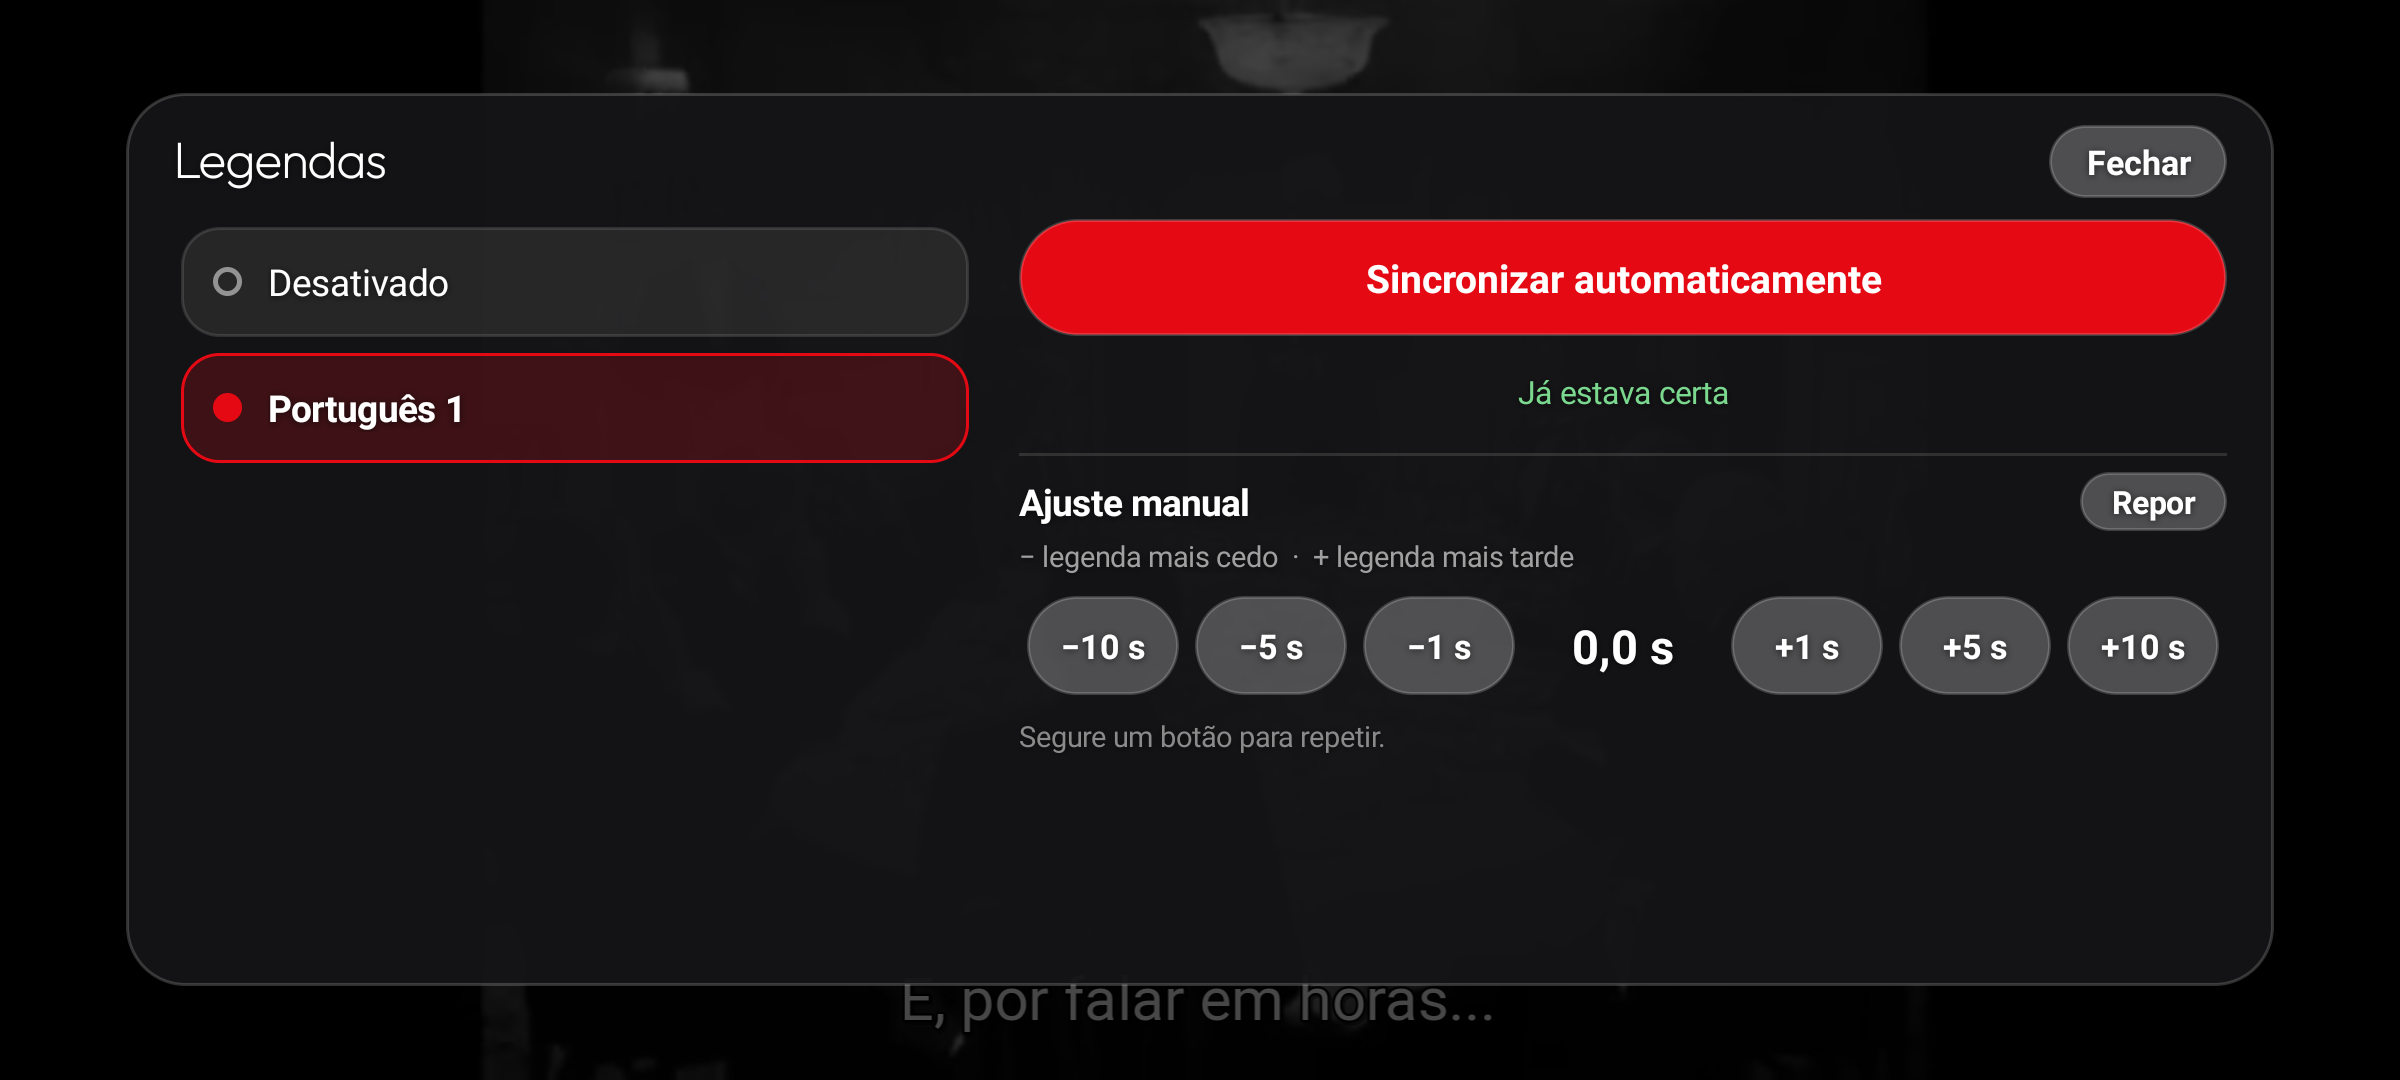 Legendas
Fechar
Desativado
Português 1
Sincronizar automaticamente
Já estava certa
Ajuste manual
Repor
− legenda mais cedo · + legenda mais tarde
−10 s −5 s −1 s 0,0 s +1 s +5 s +10 s
Segure um botão para repetir.
E, por falar em horas...